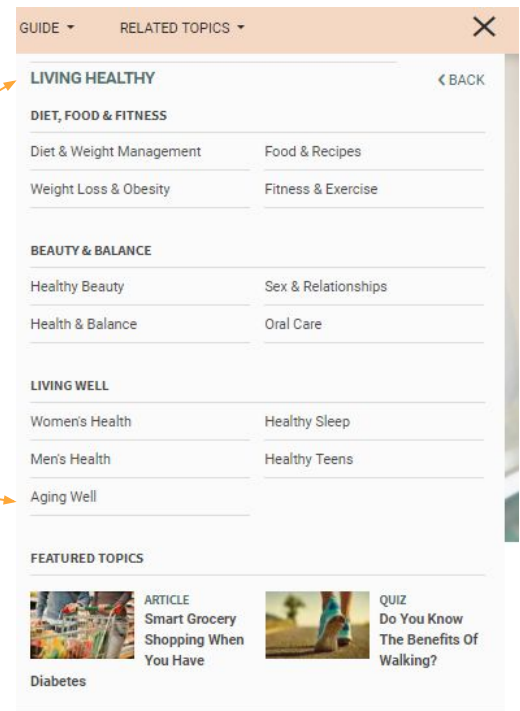 GUIDE RELATED TOPICS
LIVING HEALTHY
BACK
DIET, FOOD & FITNESS
Diet & Weight Management Food & Recipes
Weight Loss & Obesity Fitness & Exercise
BEAUTY & BALANCE
Healthy Beauty Sex & Relationships
Health & Balance Oral Care
LIVING WELL
Women's Health Healthy Sleep
Men's Health Healthy Teens
Aging Well
FEATURED TOPICS
ARTICLE
Smart Grocery
Shopping When
You Have
Diabetes
QUIZ
Do You Know
The Benefits Of
Walking?